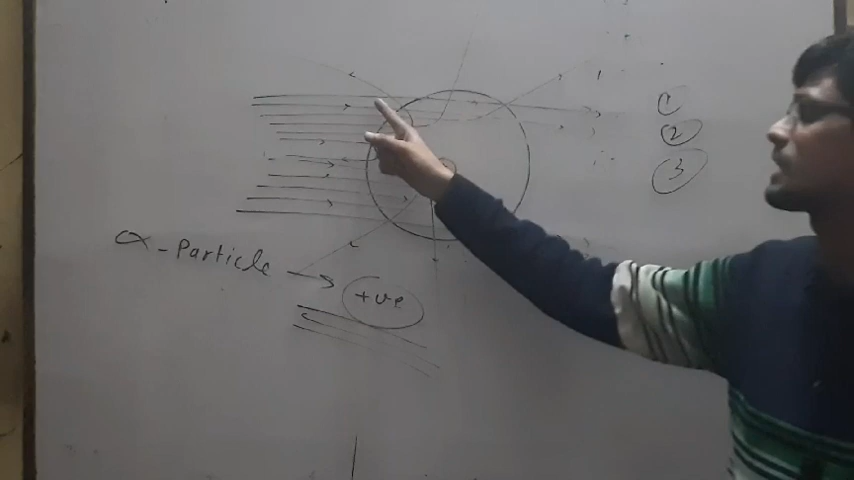 ①
②
③
α - Particle → +ve